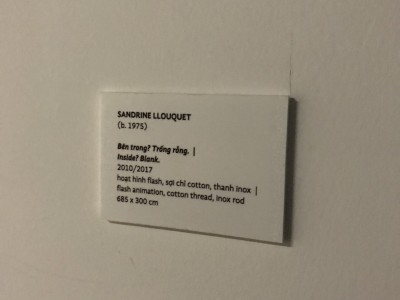 SANDRINE LLOUQUET
(b. 1975)
Bên trong? Trống rỗng. |
Inside? Blank.
2010/2017
hoạt hình flash, sợi chỉ cotton, thanh inox |
flash animation, cotton thread, inox rod
685 x 300 cm